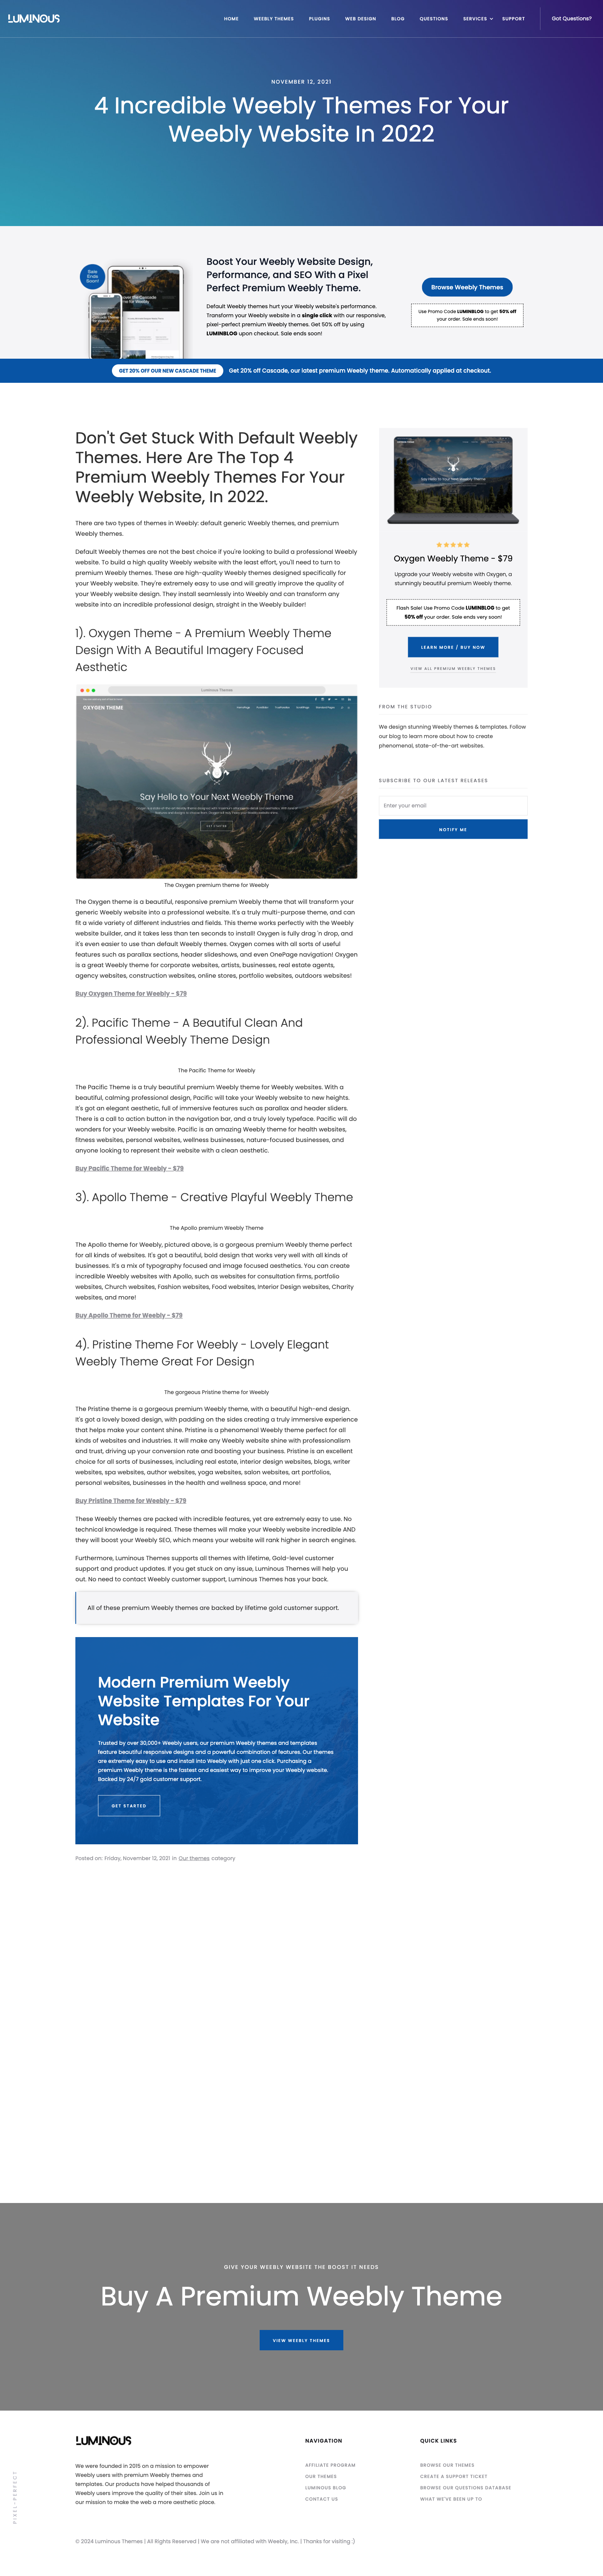 LUMINOUS
HOME
WEEBLY THEMES
PLUGINS
WEB DESIGN
BLOG
QUESTIONS
SERVICES
SUPPORT
Got Questions?
NOVEMBER 12, 2021
4 Incredible Weebly Themes For Your
Weebly Website In 2022
Sale
Ends
Soon!
Boost Your Weebly Website Design,
Performance, and SEO With a Pixel
Perfect Premium Weebly Theme.
Default Weebly themes hurt your Weebly website's performance.
Transform your Weebly website in a single click with our responsive,
pixel-perfect premium Weebly themes. Get 50% off by using
LUMINBLOG upon checkout. Sale ends soon!
Browse Weebly Themes
Use Promo Code LUMINBLOG to get 50% off
your order. Sale ends soon!
GET 20% OFF OUR NEW CASCADE THEME
Get 20% off Cascade, our latest premium Weebly theme. Automatically applied at checkout.
Don't Get Stuck With Default Weebly
Themes. Here Are The Top 4
Premium Weebly Themes For Your
Weebly Website, In 2022.
There are two types of themes in Weebly: default generic Weebly themes, and premium
Weebly themes.
Default Weebly themes are not the best choice if you're looking to build a professional Weebly
website. To build a high quality Weebly website with the least effort, you'll need to turn to
premium Weebly themes. These are high-quality Weebly themes designed specifically for
your Weebly website. They're extremely easy to use and will greatly improve the quality of
your Weebly website design. They install seamlessly into Weebly and can transform any
website into an incredible professional design, straight in the Weebly builder!
1). Oxygen Theme - A Premium Weebly Theme
Design With A Beautiful Imagery Focused
Aesthetic
Luminous Theme
OXYGEN THEME
Say Hello to Your Next Weebly Theme
The Oxygen premium theme for Weebly
The Oxygen theme is a beautiful, responsive premium Weebly theme that will transform your
generic Weebly website into a professional website. It's a truly multi-purpose theme, and can
fit a wide variety of different industries and fields. This theme works perfectly with the Weebly
website builder, and it takes less than ten seconds to install! Oxygen is fully drag 'n drop, and
it's even easier to use than default Weebly themes. Oxygen comes with all sorts of useful
features such as parallax sections, header slideshows, and even OnePage navigation! Oxygen
is a great Weebly theme for corporate websites, artists, businesses, real estate agents,
agency websites, construction websites, online stores, portfolio websites, outdoors websites!
Buy Oxygen Theme for Weebly - $79
2). Pacific Theme - A Beautiful Clean And
Professional Weebly Theme Design
The Pacific Theme for Weebly
The Pacific Theme is a truly beautiful premium Weebly theme for Weebly websites. With a
beautiful, calming professional design, Pacific will take your Weebly website to new heights.
It's got an elegant aesthetic, full of immersive features such as parallax and header sliders.
There is a call to action button in the navigation bar, and a truly lovely typeface. Pacific will do
wonders for your Weebly website. Pacific is an amazing Weebly theme for health websites,
fitness websites, personal websites, wellness businesses, nature-focused businesses, and
anyone looking to represent their website with a clean aesthetic.
Buy Pacific Theme for Weebly - $79
3). Apollo Theme - Creative Playful Weebly Theme
The Apollo premium Weebly Theme
The Apollo theme for Weebly, pictured above, is a gorgeous premium Weebly theme perfect
for all kinds of websites. It's got a beautiful, bold design that works very well with all kinds of
businesses. It's a mix of typography focused and image focused aesthetics. You can create
incredible Weebly websites with Apollo, such as websites for consultation firms, portfolio
websites, Church websites, Fashion websites, Food websites, Interior Design websites, Charity
websites, and more!
Buy Apollo Theme for Weebly - $79
4). Pristine Theme For Weebly - Lovely Elegant
Weebly Theme Great For Design
The gorgeous Pristine theme for Weebly
The Pristine theme is a gorgeous premium Weebly theme, with a beautiful high-end design.
It's got a lovely boxed design, with padding on the sides creating a truly immersive experience
that helps make your content shine. Pristine is a phenomenal Weebly theme perfect for all
kinds of websites and industries. It will make any Weebly website shine with professionalism
and trust, driving up your conversion rate and boosting your business. Pristine is an excellent
choice for all sorts of businesses, including real estate, interior design websites, blogs, writer
websites, spa websites, author websites, yoga websites, salon websites, art portfolios,
personal websites, businesses in the health and wellness space, and more!
Buy Pristine Theme for Weebly - $79
These Weebly themes are packed with incredible features, yet are extremely easy to use. No
technical knowledge is required. These themes will make your Weebly website incredible AND
they will boost your Weebly SEO, which means your website will rank higher in search engines.
Furthermore, Luminous Themes supports all themes with lifetime, Gold-level customer
support and product updates. If you get stuck on any issue, Luminous Themes will help you
out. No need to contact Weebly customer support, Luminous Themes has your back.
All of these premium Weebly themes are backed by lifetime gold customer support.
Modern Premium Weebly
Website Templates For Your
Website
Trusted by over 30,000+ Weebly users, our premium Weebly themes and templates
feature beautiful responsive designs and a powerful combination of features. Our themes
are extremely easy to use and install into Weebly with just one click. Purchasing a
premium Weebly theme is the fastest and easiest way to improve your Weebly website.
Backed by 24/7 gold customer support.
GET STARTED
Posted on: Friday, November 12, 2021 in Our themes category
Oxygen Weebly Theme - $79
Upgrade your Weebly website with Oxygen, a
stunningly beautiful premium Weebly theme.
Flash Sale! Use Promo Code LUMINBLOG to get
50% off your order. Sale ends very soon!
LEARN MORE / BUY NOW
VIEW ALL PREMIUM WEEBLY THEMES
FROM THE STUDIO
We design stunning Weebly themes & templates. Follow
our blog to learn more about how to create
phenomenal, state-of-the-art websites.
SUBSCRIBE TO OUR LATEST RELEASES
Enter your email
NOTIFY ME
GIVE YOUR WEEBLY WEBSITE THE BOOST IT NEEDS
Buy A Premium Weebly Theme
VIEW WEEBLY THEMES
LUMINOUS
We were founded in 2015 on a mission to empower
Weebly users with premium Weebly themes and
templates. Our products have helped thousands of
Weebly users improve the quality of their sites. Join us in
our mission to make the web a more aesthetic place.
NAVIGATION
AFFILIATE PROGRAM
OUR THEMES
LUMINOUS BLOG
CONTACT US
QUICK LINKS
BROWSE OUR THEMES
CREATE A SUPPORT TICKET
BROWSE OUR QUESTIONS DATABASE
WHAT WE'VE BEEN UP TO
PIXEL-PERFECT
© 2024 Luminous Themes | All Rights Reserved | We are not affiliated with Weebly, Inc. | Thanks for visiting :)